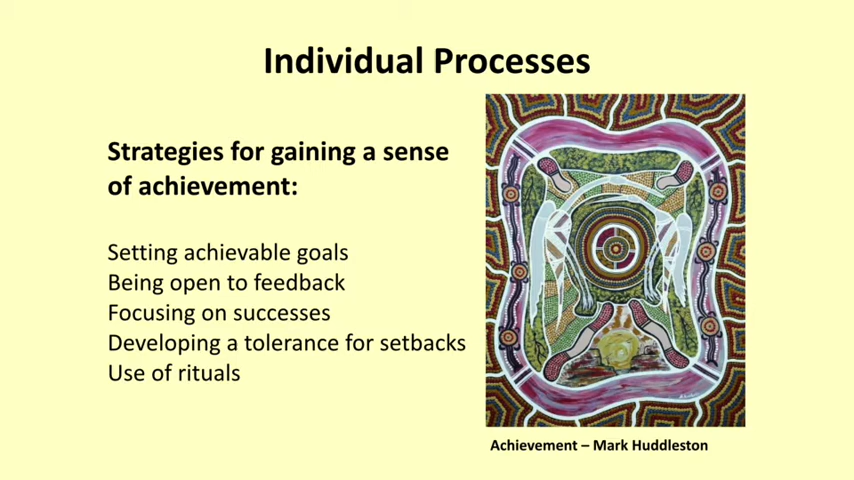 Individual Processes
Strategies for gaining a sense
of achievement:
Setting achievable goals
Being open to feedback
Focusing on successes
Developing a tolerance for setbacks
Use of rituals
Achievement – Mark Huddleston